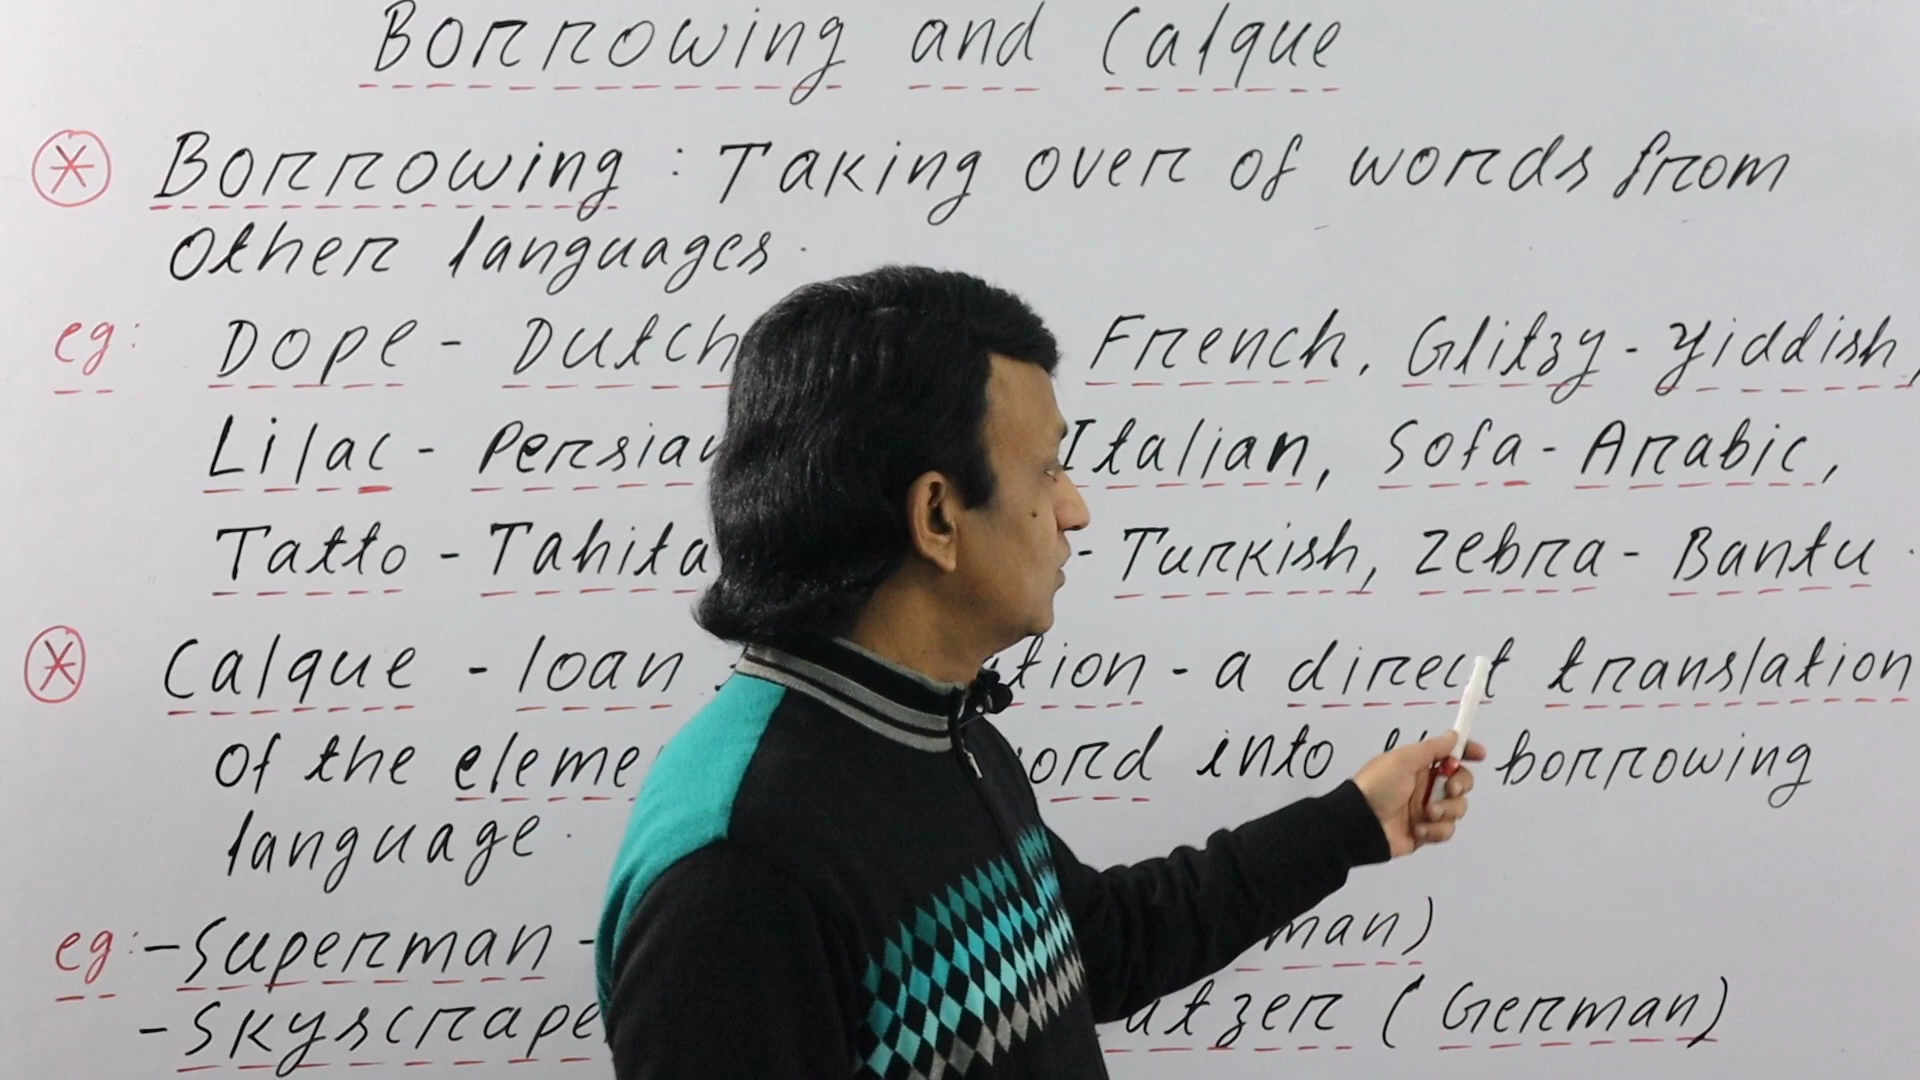 Borrowing and Calque
* Borrowing : Taking over of words from
other languages.
eg: Dope - Dutch French, Glitzy - Yiddish,
Lilac - Persian Italian, Sofa - Arabic,
Tatto - Tahita - Turkish, Zebra - Bantu.
* Calque - loan tion - a direct translation
of the eleme word into borrowing
language.
eg: - Superman - man)
- Skyscrape atzer (German)